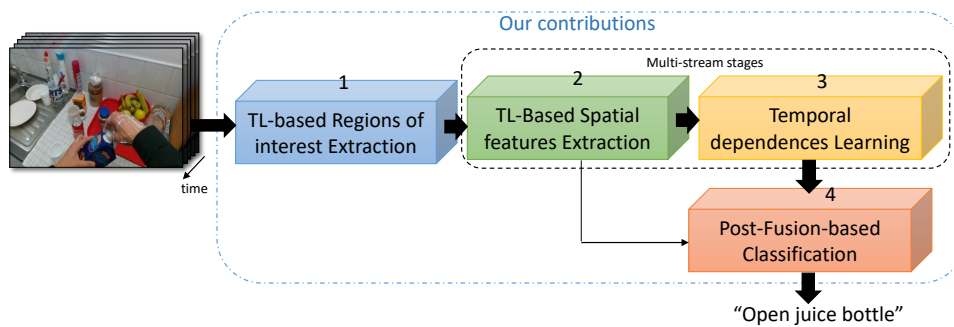 Our contributions
Multi-stream stages
1
TL-based Regions of
interest Extraction
2
TL-Based Spatial
features Extraction
3
Temporal
dependences Learning
time
4
Post-Fusion-based
Classification
“Open juice bottle”